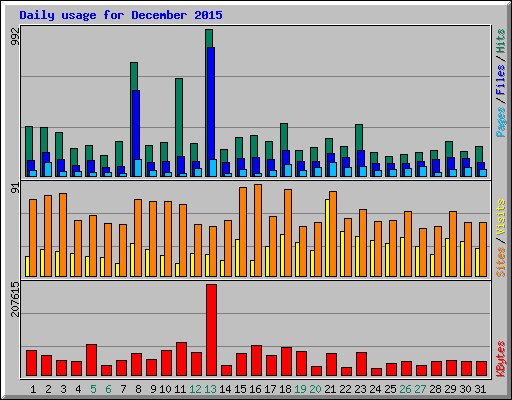 Daily usage for December 2015
992
Pages / Files / Hits
91
Sites / Visits
207615
KBytes
1 2 3 4 5 6 7 8 9 10 11 12 13 14 15 16 17 18 19 20 21 22 23 24 25 26 27 28 29 30 31